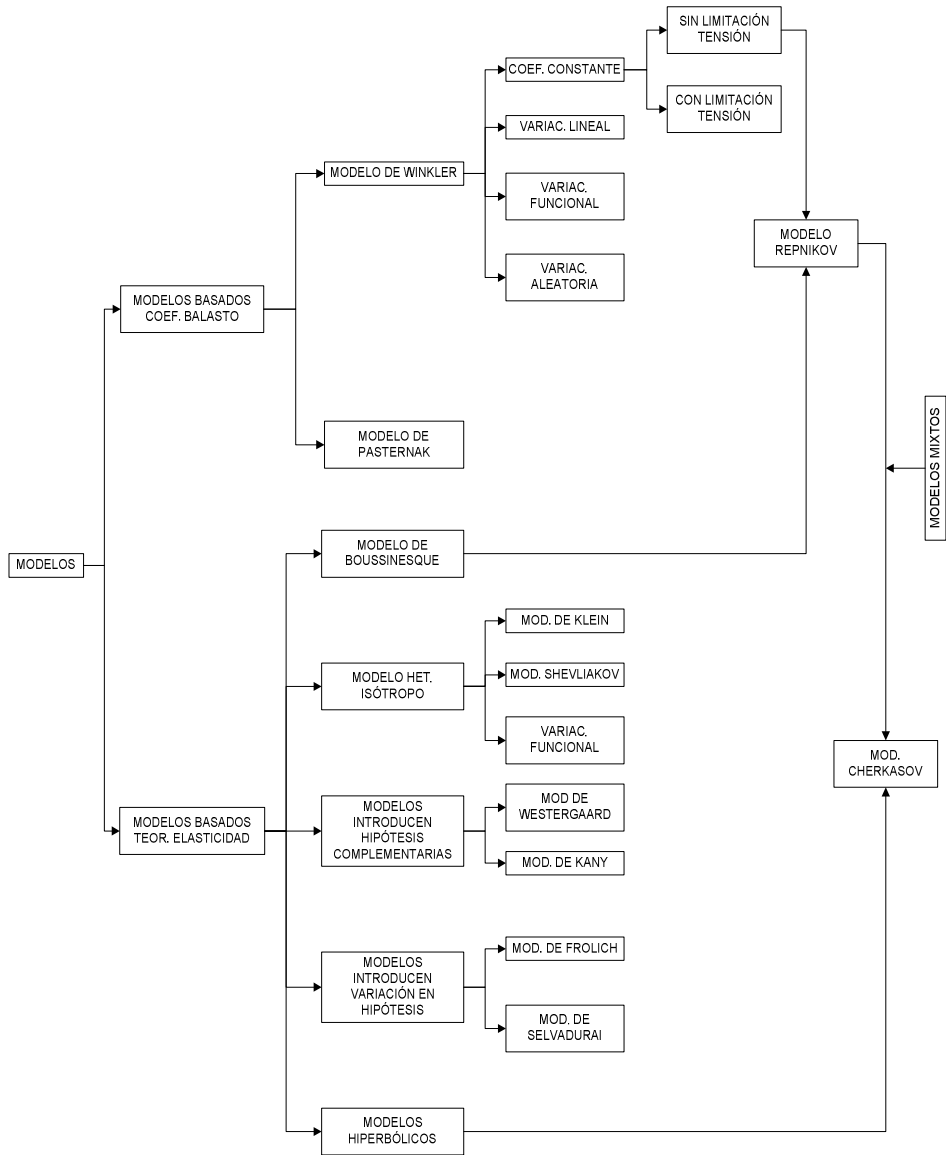 SIN LIMITACIÓN
TENSIÓN
COEF. CONSTANTE
CON LIMITACIÓN
TENSIÓN
VARIAC. LINEAL
MODELO DE WINKLER
VARIAC.
FUNCIONAL
MODELO
REPNIKOV
VARIAC.
ALEATORIA
MODELOS BASADOS
COEF. BALASTO
MODELO DE
PASTERNAK
MODELOS MIXTOS
MODELOS
MODELO DE
BOUSSINESQUE
MOD. DE KLEIN
MODELO HET.
ISÓTROPO
MOD. SHEVLIAKOV
VARIAC.
FUNCIONAL
MOD.
CHERKASOV
MODELOS BASADOS
TEOR. ELASTICIDAD
MODELOS
INTRODUCEN
HIPÓTESIS
COMPLEMENTARIAS
MOD DE
WESTERGAARD
MOD. DE KANY
MODELOS
INTRODUCEN
VARIACIÓN EN
HIPÓTESIS
MOD. DE FROLICH
MOD. DE
SELVADURAI
MODELOS
HIPERBÓLICOS